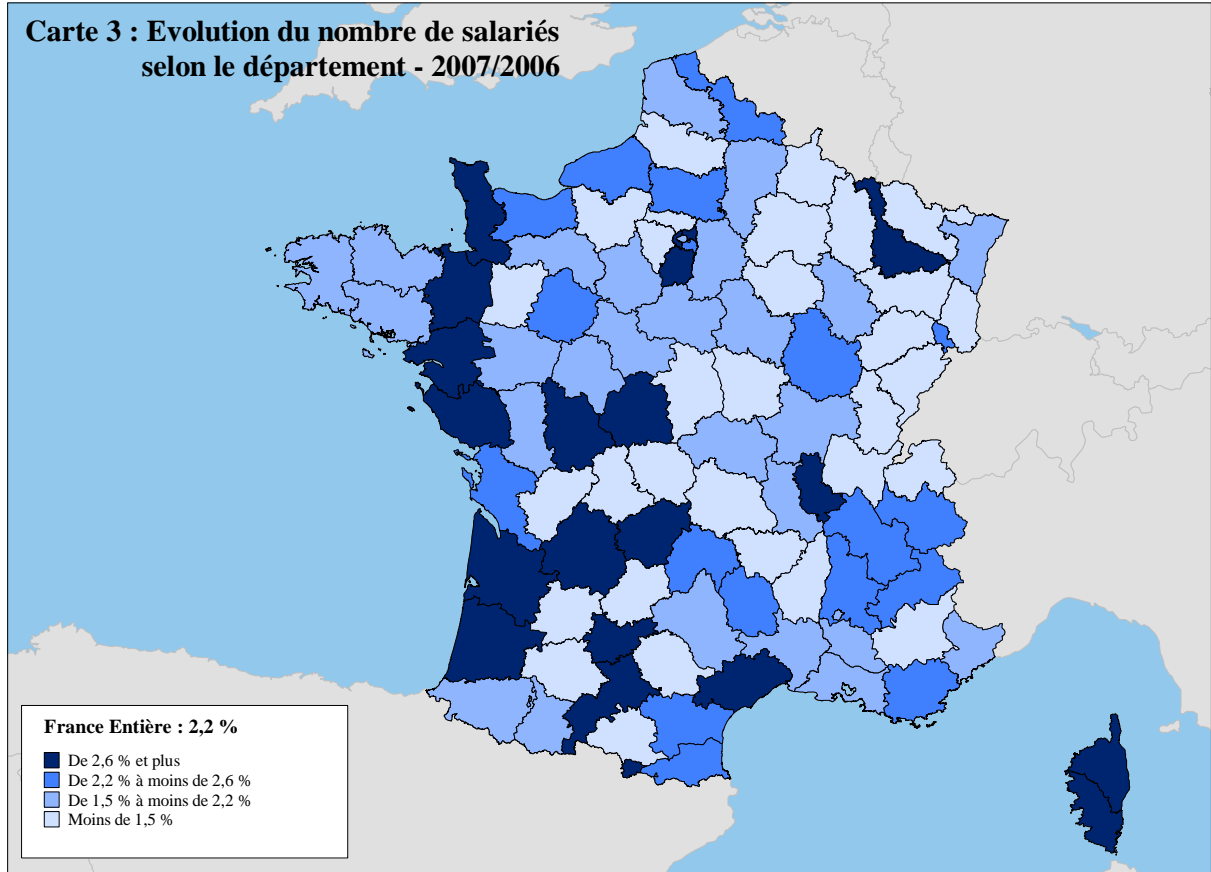 Carte 3 : Evolution du nombre de salariés
selon le département - 2007/2006
France Entière : 2,2 %
De 2,6 % et plus
De 2,2 % à moins de 2,6 %
De 1,5 % à moins de 2,2 %
Moins de 1,5 %